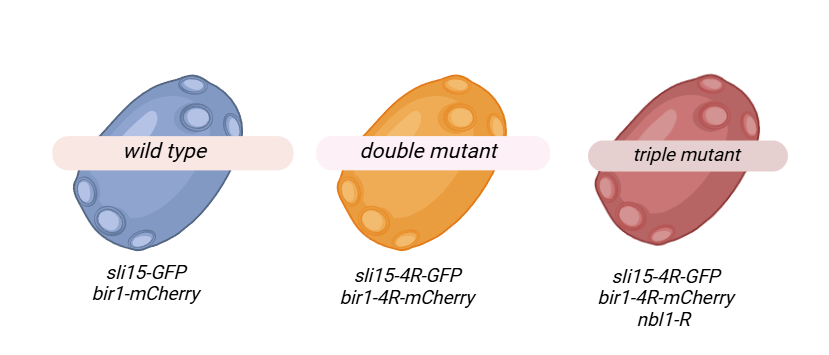 wild type
double mutant
triple mutant
sli15-GFP
bir1-mCherry
sli15-4R-GFP
bir1-4R-mCherry
sli15-4R-GFP
bir1-4R-mCherry
nbl1-R